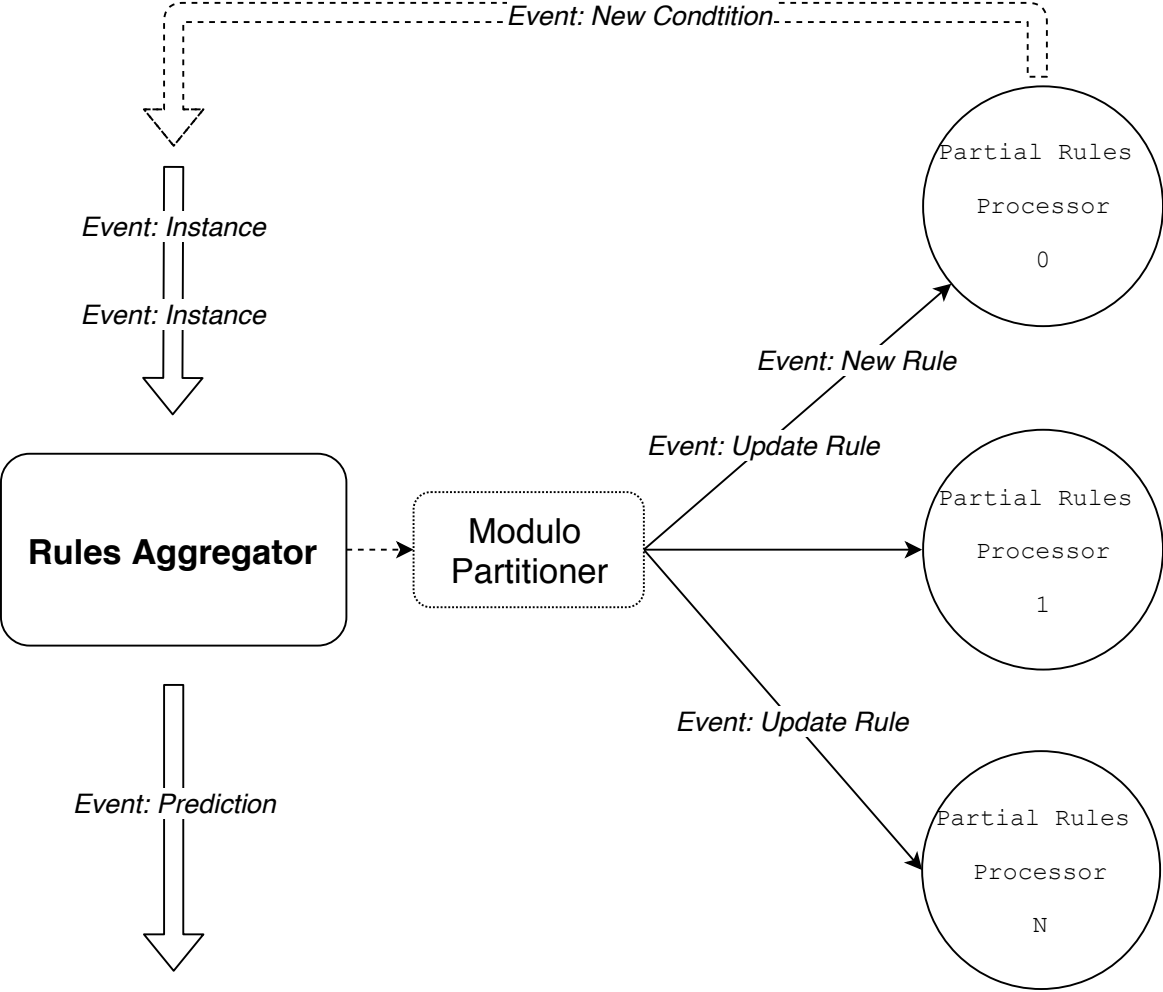 Event: New Condtition
Partial Rules
Processor
0
Event: Instance
Event: Instance
Event: New Rule
Event: Update Rule
Rules Aggregator
Modulo
Partitioner
Partial Rules
Processor
1
Event: Update Rule
Event: Prediction
Partial Rules
Processor
N